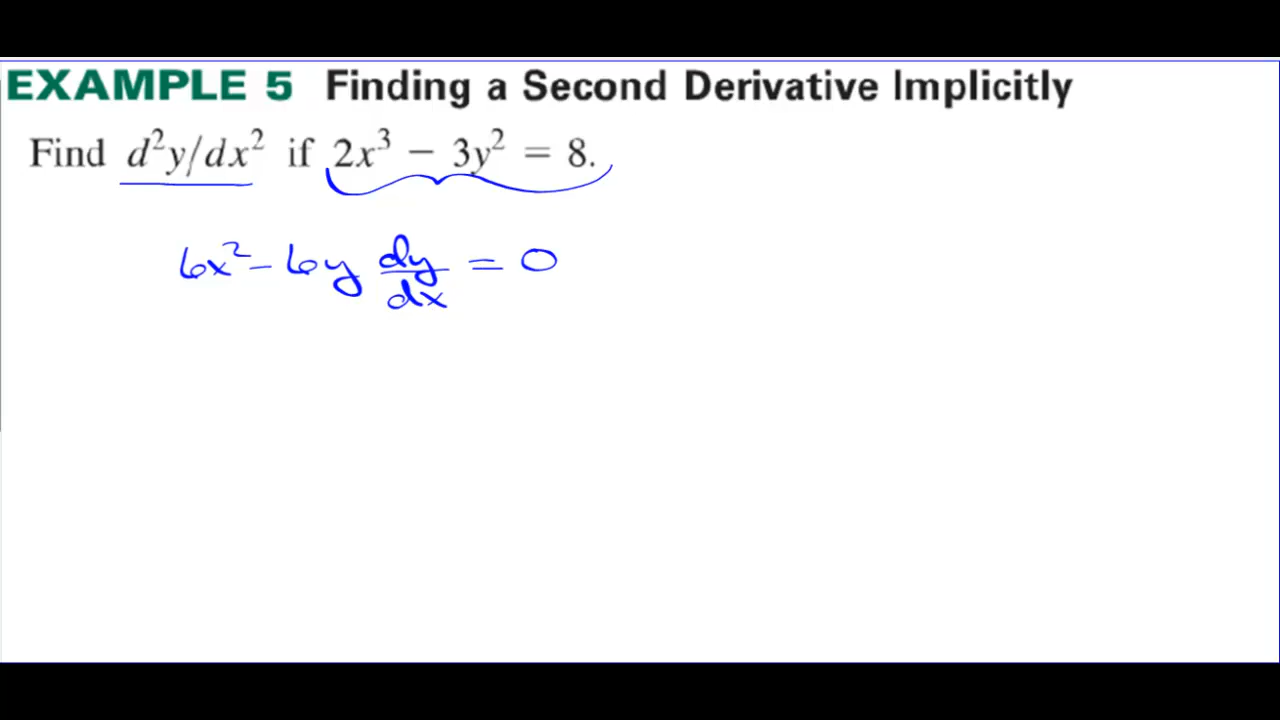 EXAMPLE 5 Finding a Second Derivative Implicitly
Find d²y/dx² if 2x³ − 3y² = 8.
6x² − 6y dy/dx = 0